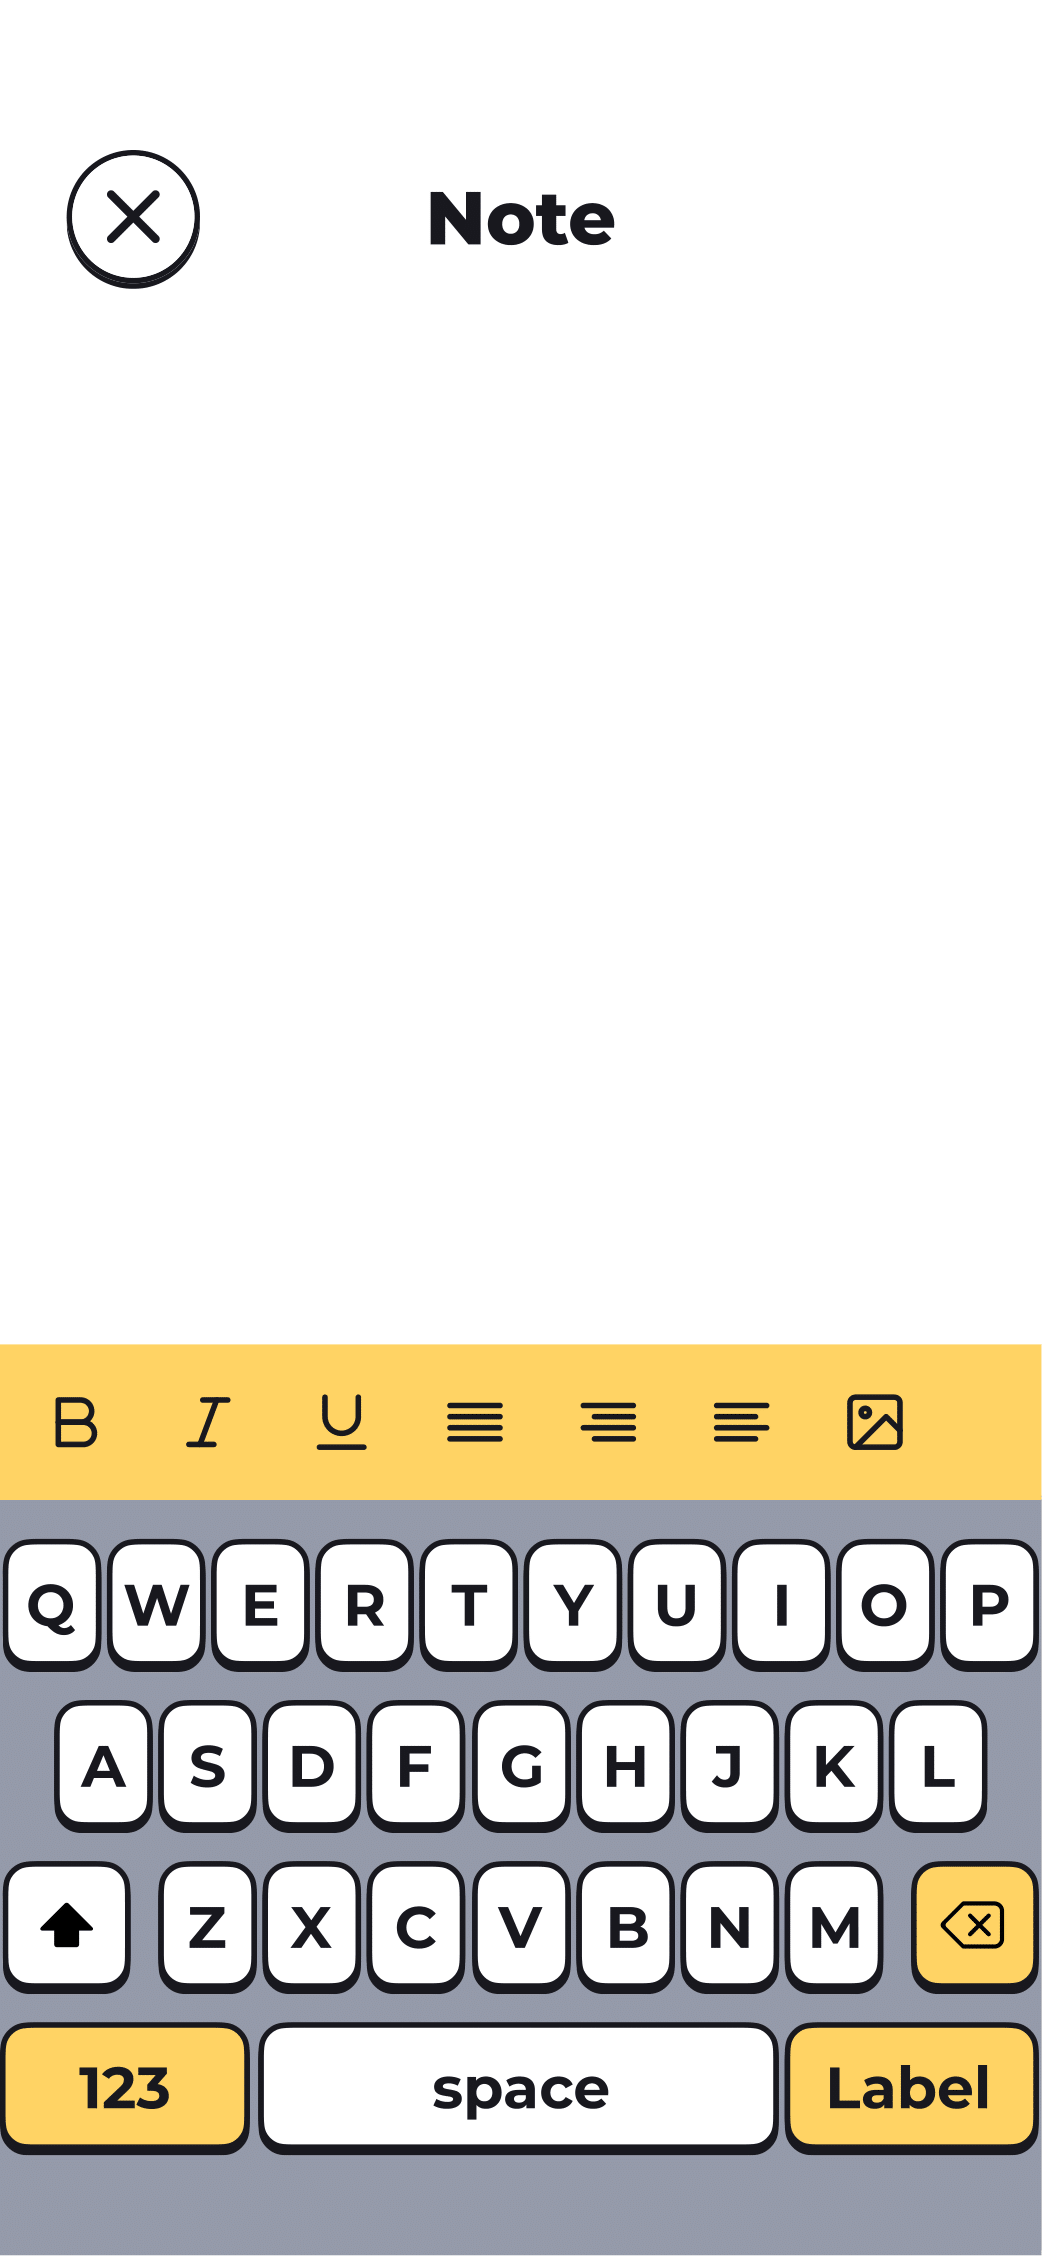 Note
B I U
Q W E R T Y U I O P
A S D F G H J K L
Z X C V B N M
123 space Label